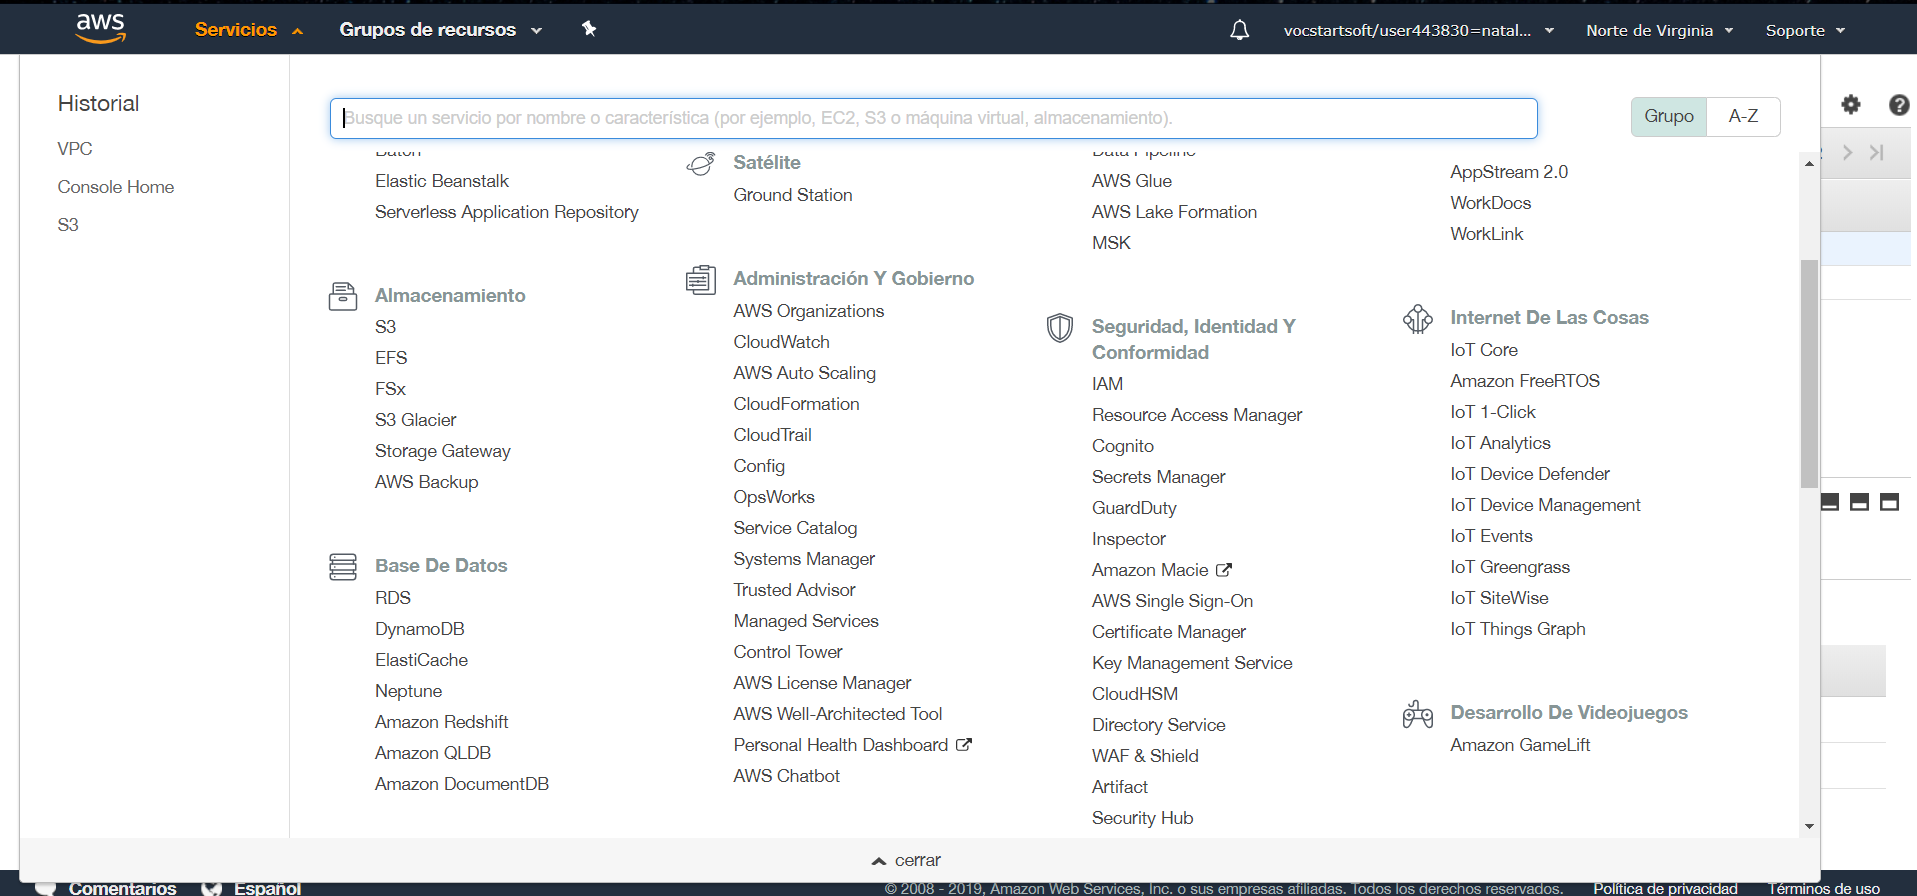 aws
Servicios
Grupos de recursos
vocstartsoft/user443830=natal...
Norte de Virginia
Soporte
Historial
VPC
Console Home
S3
Busque un servicio por nombre o característica (por ejemplo, EC2, S3 o máquina virtual, almacenamiento).
Grupo
A-Z
Batch
Elastic Beanstalk
Serverless Application Repository
Almacenamiento
S3
EFS
FSx
S3 Glacier
Storage Gateway
AWS Backup
Base De Datos
RDS
DynamoDB
ElastiCache
Neptune
Amazon Redshift
Amazon QLDB
Amazon DocumentDB
Satélite
Ground Station
Administración Y Gobierno
AWS Organizations
CloudWatch
AWS Auto Scaling
CloudFormation
CloudTrail
Config
OpsWorks
Service Catalog
Systems Manager
Trusted Advisor
Managed Services
Control Tower
AWS License Manager
AWS Well-Architected Tool
Personal Health Dashboard
AWS Chatbot
Data Pipeline
AWS Glue
AWS Lake Formation
MSK
Seguridad, Identidad Y
Conformidad
IAM
Resource Access Manager
Cognito
Secrets Manager
GuardDuty
Inspector
Amazon Macie
AWS Single Sign-On
Certificate Manager
Key Management Service
CloudHSM
Directory Service
WAF & Shield
Artifact
Security Hub
AppStream 2.0
WorkDocs
WorkLink
Internet De Las Cosas
IoT Core
Amazon FreeRTOS
IoT 1-Click
IoT Analytics
IoT Device Defender
IoT Device Management
IoT Events
IoT Greengrass
IoT SiteWise
IoT Things Graph
Desarrollo De Videojuegos
Amazon GameLift
cerrar
Comentarios
Español
© 2008 - 2019, Amazon Web Services, Inc. o sus empresas afiliadas. Todos los derechos reservados.
Política de privacidad
Términos de uso